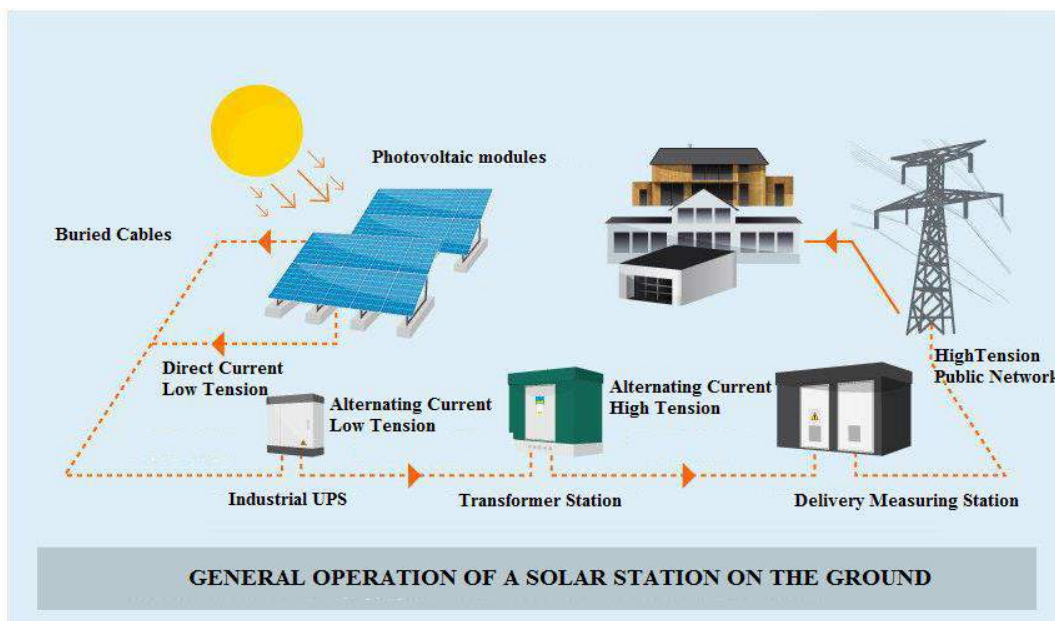 Photovoltaic modules
Buried Cables
Direct Current
Low Tension
Alternating Current
Low Tension
Alternating Current
High Tension
HighTension
Public Network
Industrial UPS
Transformer Station
Delivery Measuring Station
GENERAL OPERATION OF A SOLAR STATION ON THE GROUND